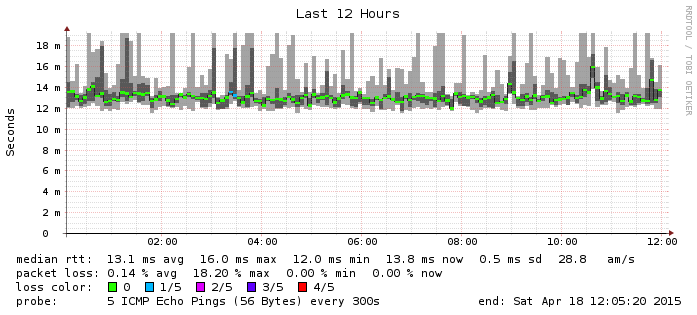 Last 12 Hours
RRDTOOL / TOBI OETIKER
Seconds
18 m
16 m
14 m
12 m
10 m
8 m
6 m
4 m
2 m
0
02:00 04:00 06:00 08:00 10:00 12:00
median rtt: 13.1 ms avg 16.0 ms max 12.0 ms min 13.8 ms now 0.5 ms sd 28.8 am/s
packet loss: 0.14 % avg 18.20 % max 0.00 % min 0.00 % now
loss color: 0 1/5 2/5 3/5 4/5
probe: 5 ICMP Echo Pings (56 Bytes) every 300s end: Sat Apr 18 12:05:20 2015